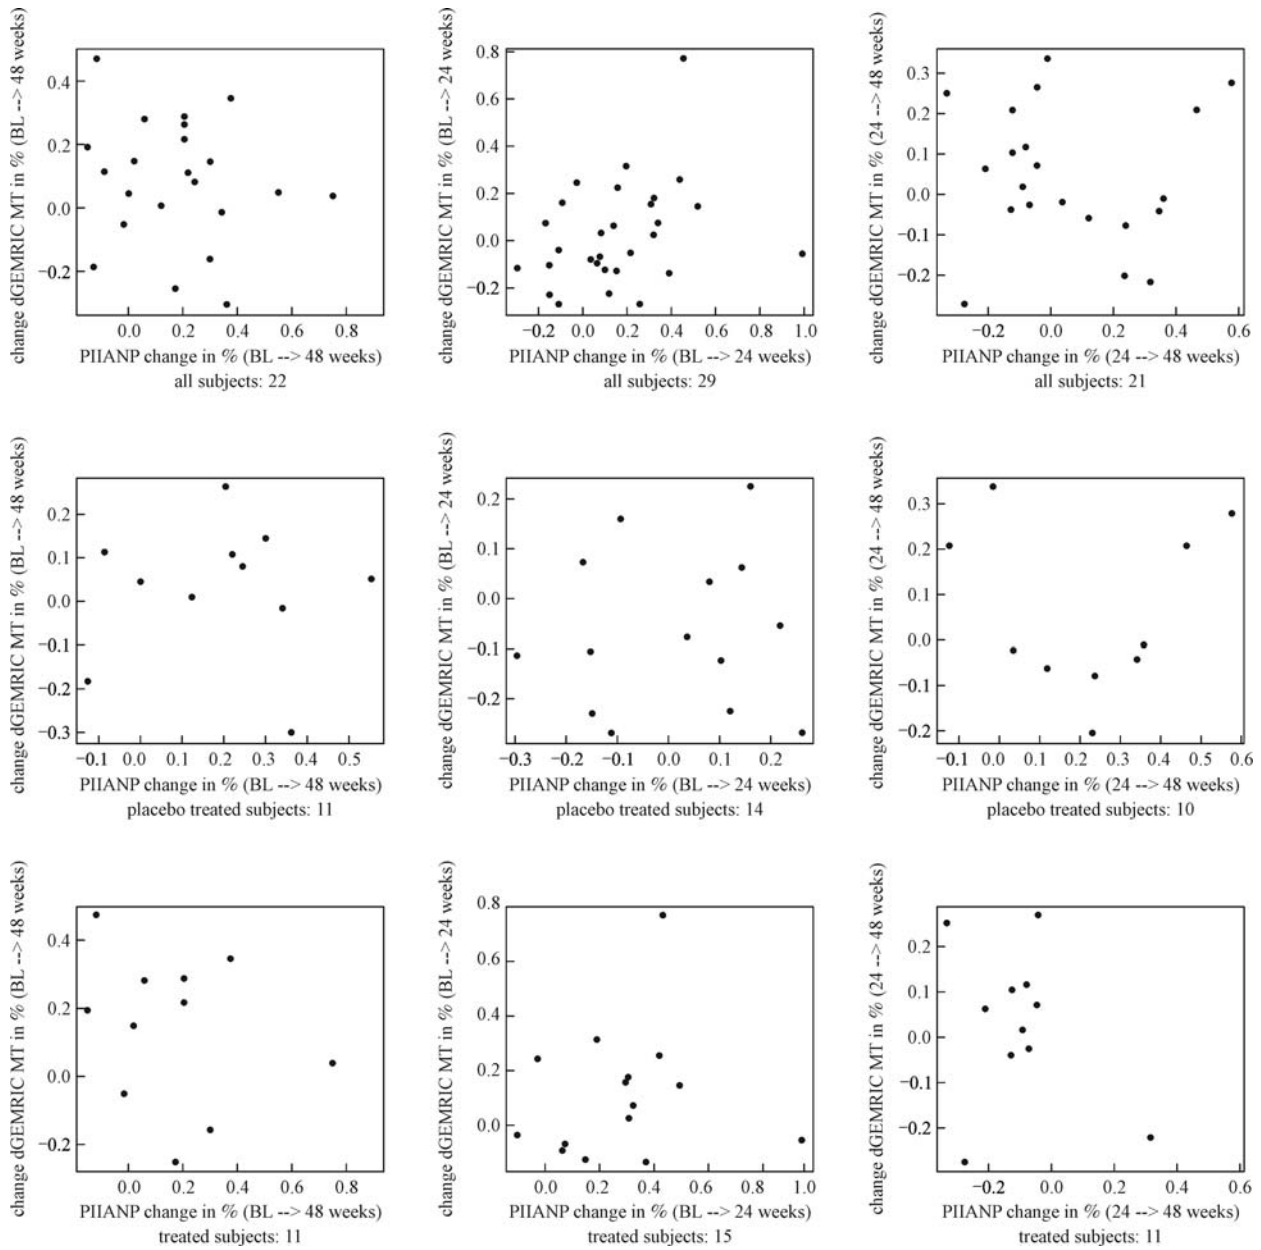 change dGEMRIC MT in % (BL --> 48 weeks)
0.4
0.2
0.0
−0.2
0.0 0.2 0.4 0.6 0.8
PIIANP change in % (BL --> 48 weeks)
all subjects: 22
change dGEMRIC MT in % (BL --> 24 weeks)
0.8
0.6
0.4
0.2
0.0
−0.2
−0.2 0.0 0.2 0.4 0.6 0.8 1.0
PIIANP change in % (BL --> 24 weeks)
all subjects: 29
change dGEMRIC MT in % (24 --> 48 weeks)
0.3
0.2
0.1
0.0
−0.1
−0.2
−0.2 0.0 0.2 0.4 0.6
PIIANP change in % (24 --> 48 weeks)
all subjects: 21
change dGEMRIC MT in % (BL --> 48 weeks)
0.2
0.1
0.0
−0.1
−0.2
−0.3
−0.1 0.0 0.1 0.2 0.3 0.4 0.5
PIIANP change in % (BL --> 48 weeks)
placebo treated subjects: 11
change dGEMRIC MT in % (BL --> 24 weeks)
0.2
0.1
0.0
−0.1
−0.2
−0.3 −0.2 −0.1 0.0 0.1 0.2
PIIANP change in % (BL --> 24 weeks)
placebo treated subjects: 14
change dGEMRIC MT in % (24 --> 48 weeks)
0.3
0.2
0.0
−0.1
−0.2
−0.1 0.0 0.1 0.2 0.3 0.4 0.5 0.6
PIIANP change in % (24 --> 48 weeks)
placebo treated subjects: 10
change dGEMRIC MT in % (BL --> 48 weeks)
0.4
0.2
0.0
−0.2
0.0 0.2 0.4 0.6 0.8
PIIANP change in % (BL --> 48 weeks)
treated subjects: 11
change dGEMRIC MT in % (BL --> 24 weeks)
0.8
0.6
0.4
0.2
0.0
0.0 0.2 0.4 0.6 0.8 1.0
PIIANP change in % (BL --> 24 weeks)
treated subjects: 15
change dGEMRIC MT in % (24 --> 48 weeks)
0.2
0.1
0.0
−0.1
−0.2
−0.2 0.0 0.2 0.4 0.6
PIIANP change in % (24 --> 48 weeks)
treated subjects: 11